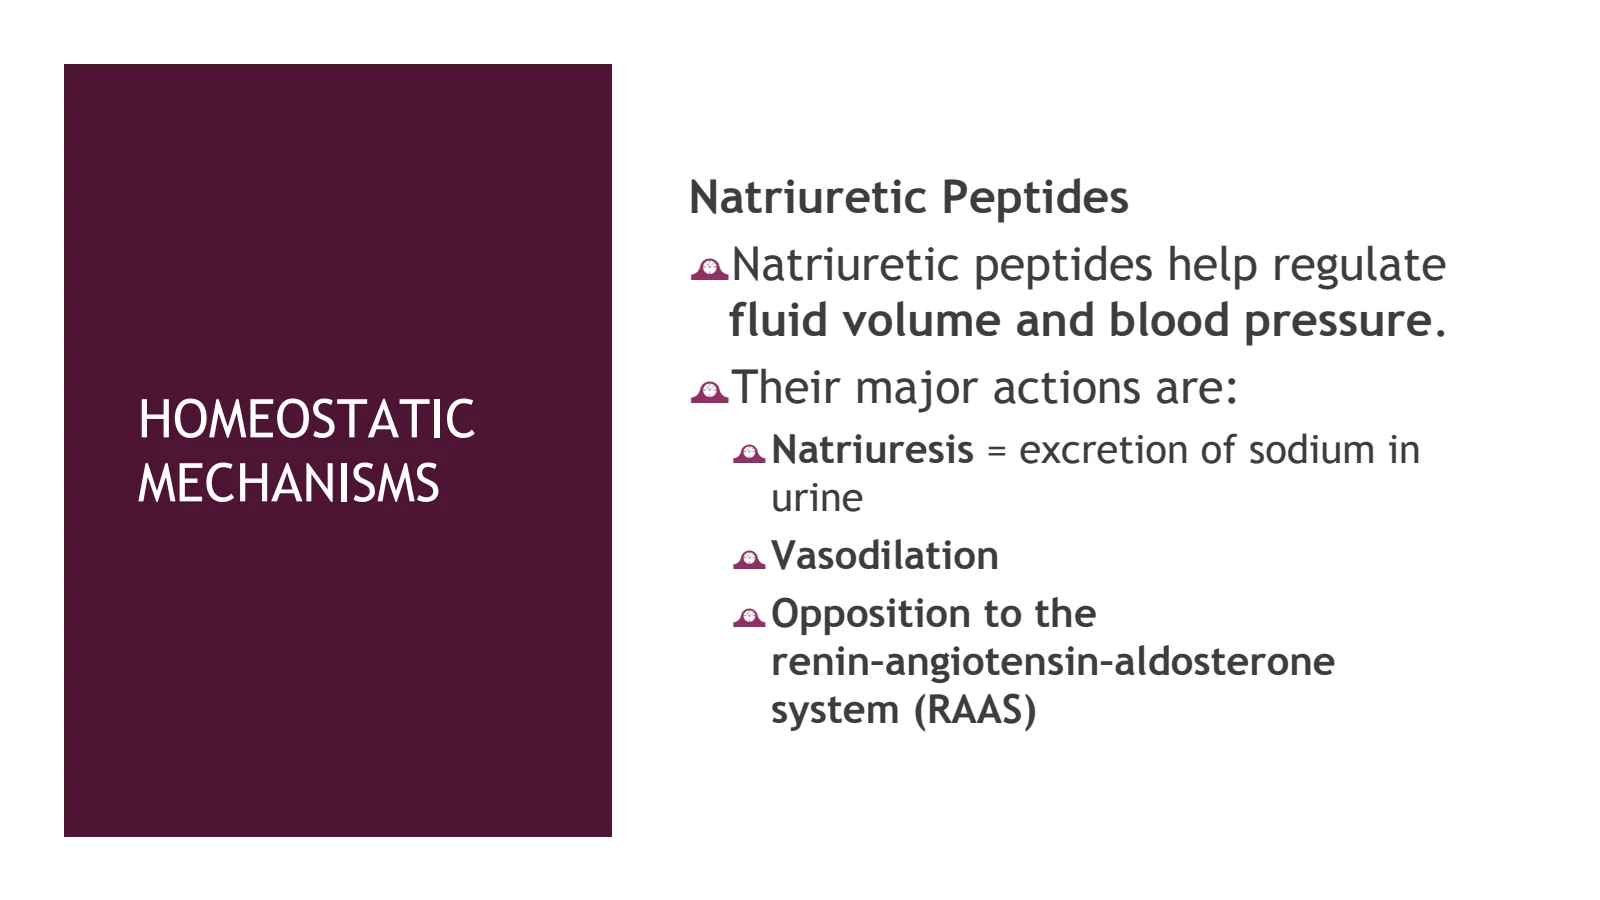 HOMEOSTATIC
MECHANISMS
Natriuretic Peptides
Natriuretic peptides help regulate
fluid volume and blood pressure.
Their major actions are:
Natriuresis = excretion of sodium in
urine
Vasodilation
Opposition to the
renin–angiotensin–aldosterone
system (RAAS)